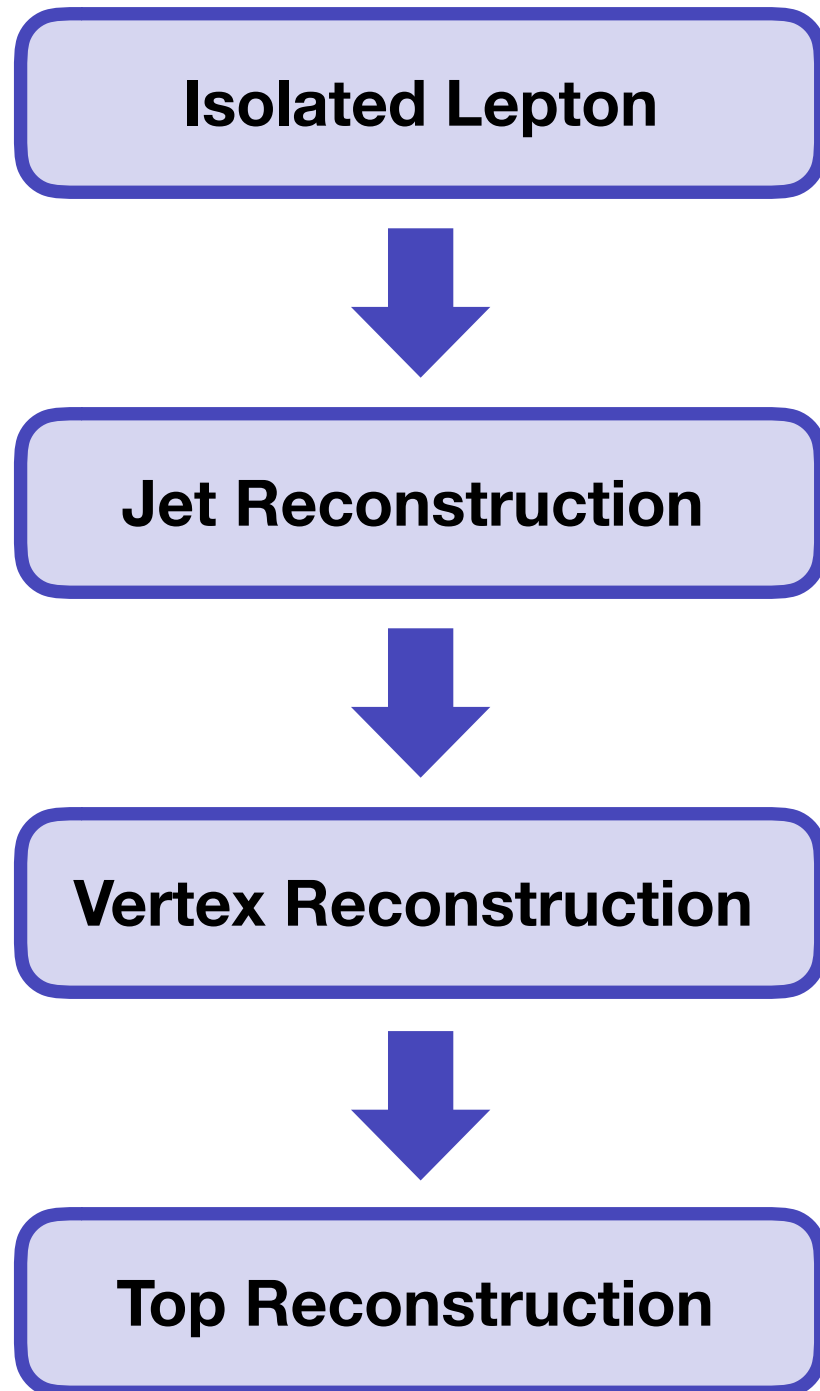 Isolated Lepton
Jet Reconstruction
Vertex Reconstruction
Top Reconstruction